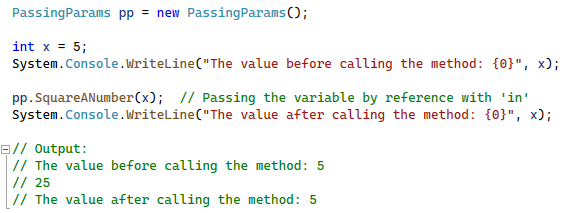 PassingParams pp = new PassingParams();
int x = 5;
System.Console.WriteLine("The value before calling the method: {0}", x);
pp.SquareANumber(x);  // Passing the variable by reference with 'in'
System.Console.WriteLine("The value after calling the method: {0}", x);
// Output:
// The value before calling the method: 5
// 25
// The value after calling the method: 5